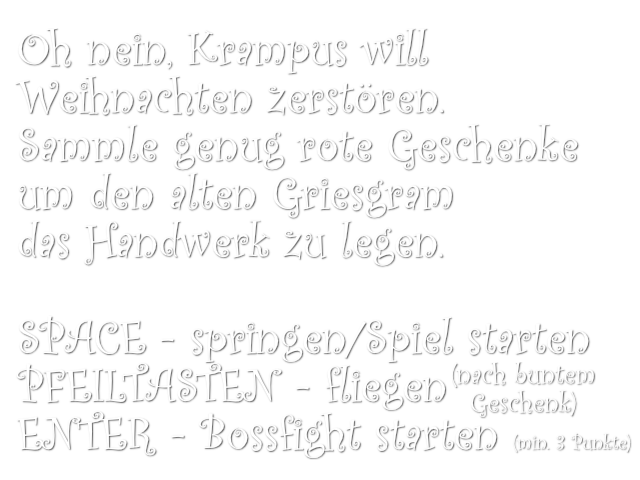 Oh nein, Krampus will
Weihnachten zerstören.
Sammle genug rote Geschenke
um den alten Griesgram
das Handwerk zu legen.
SPACE - springen/Spiel starten
PFEILTASTEN - fliegen (nach buntem
Geschenk)
ENTER - Bossfight starten (min. 3 Punkte)